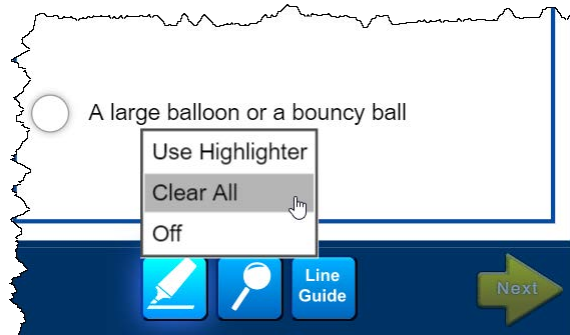 A large balloon or a bouncy ball
Use Highlighter
Clear All
Off
Line
Guide
Next